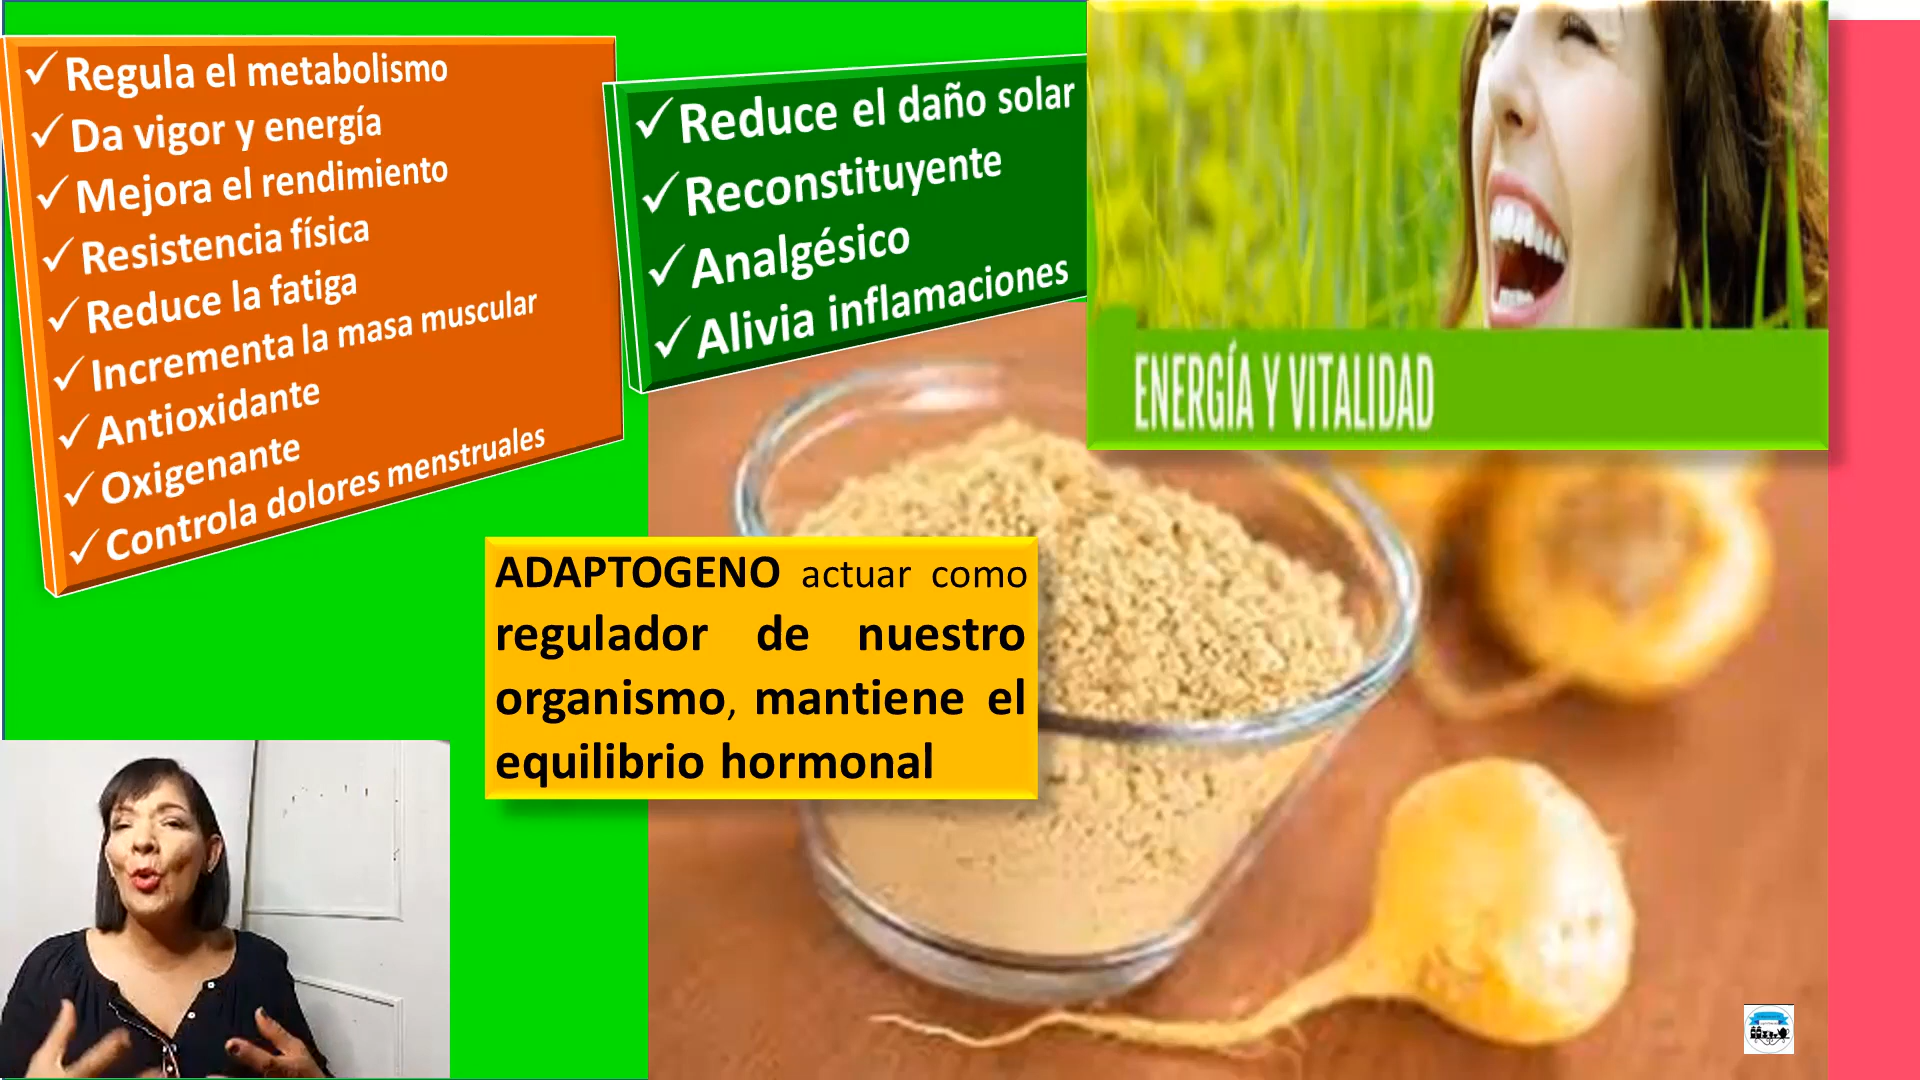 Regula el metabolismo
Da vigor y energía
Mejora el rendimiento
Resistencia física
Reduce la fatiga
Incrementa la masa muscular
Antioxidante
Oxigenante
Controla dolores menstruales
Reduce el daño solar
Reconstituyente
Analgésico
Alivia inflamaciones
ENERGÍA Y VITALIDAD
ADAPTOGENO actuar como
regulador de nuestro
organismo, mantiene el
equilibrio hormonal